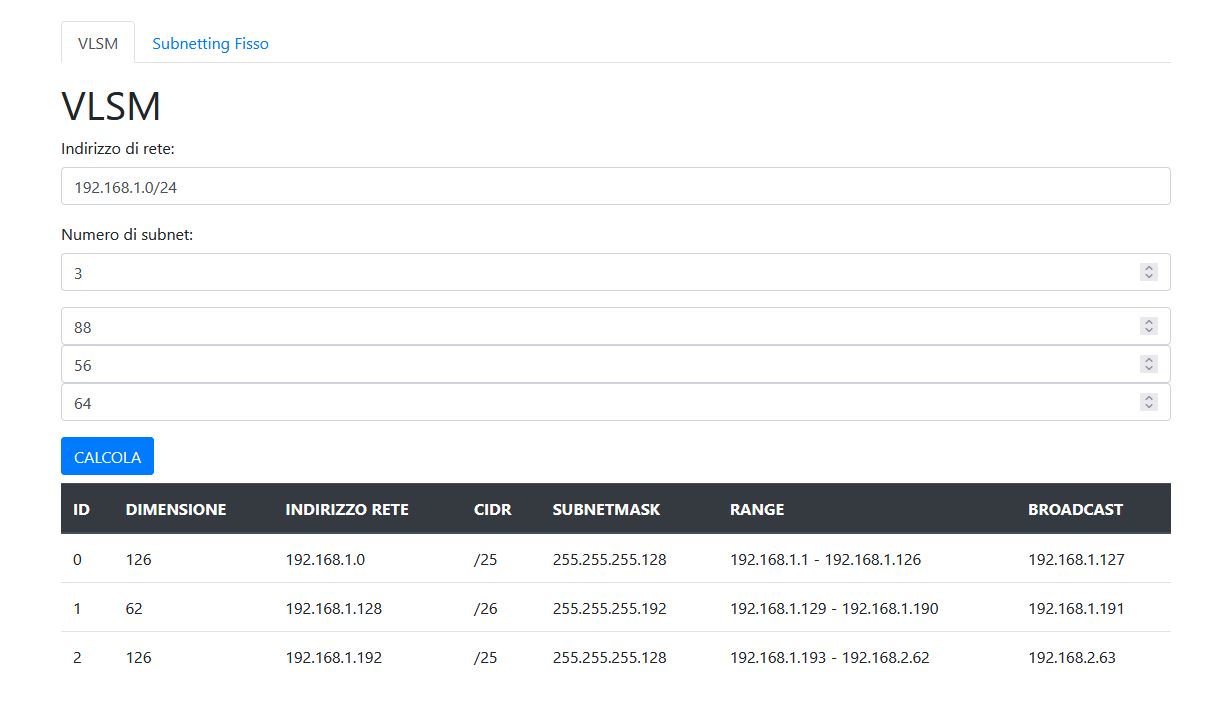 VLSM Subnetting Fisso
VLSM
Indirizzo di rete:
192.168.1.0/24
Numero di subnet:
3
88
56
64
CALCOLA
ID DIMENSIONE INDIRIZZO RETE CIDR SUBNETMASK RANGE BROADCAST
0 126 192.168.1.0 /25 255.255.255.128 192.168.1.1 - 192.168.1.126 192.168.1.127
1 62 192.168.1.128 /26 255.255.255.192 192.168.1.129 - 192.168.1.190 192.168.1.191
2 126 192.168.1.192 /25 255.255.255.128 192.168.1.193 - 192.168.2.62 192.168.2.63